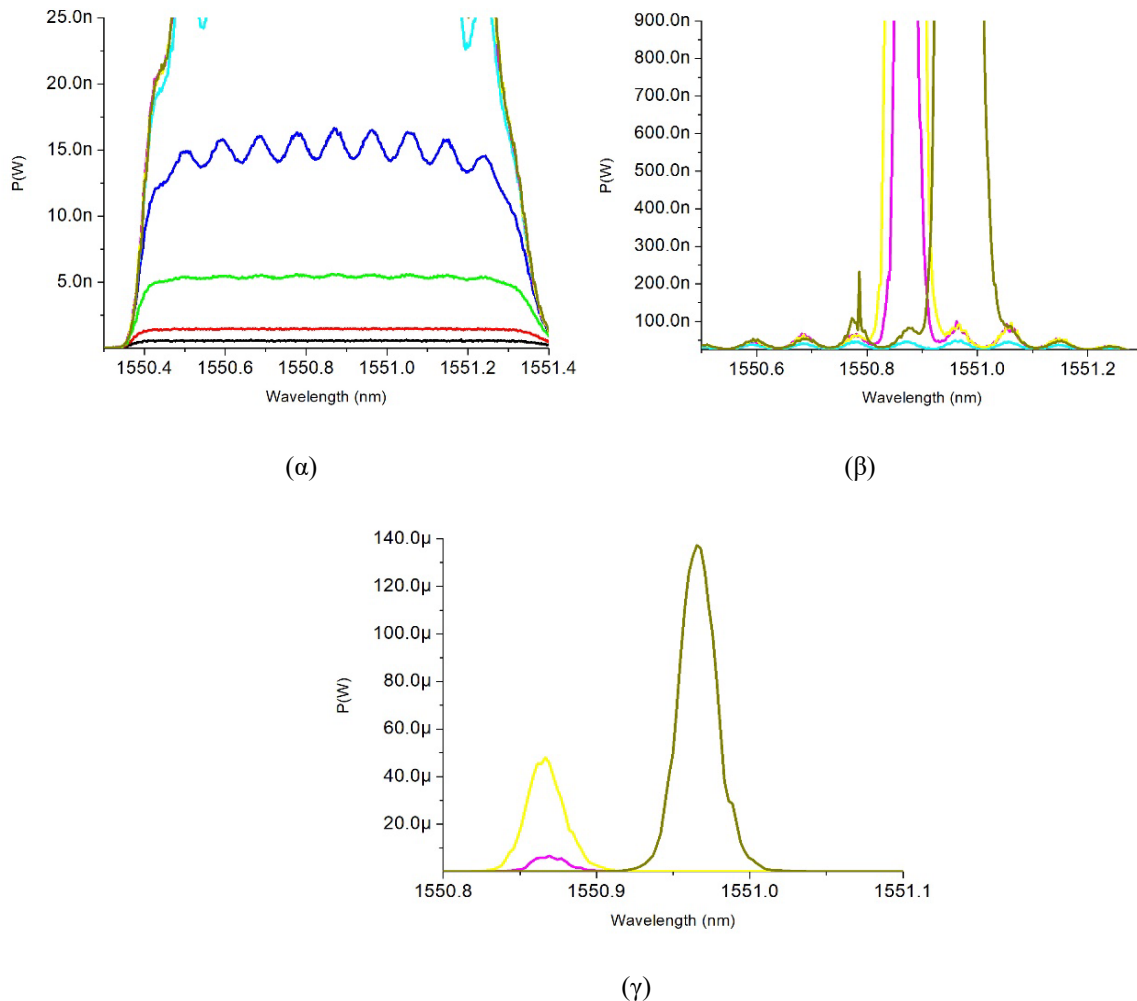 25.0n
20.0n
15.0n
10.0n
5.0n
P(W)
1550.4 1550.6 1550.8 1551.0 1551.2 1551.4
Wavelength (nm)
(α)
900.0n
800.0n
700.0n
600.0n
500.0n
400.0n
300.0n
200.0n
100.0n
P(W)
1550.6 1550.8 1551.0 1551.2
Wavelength (nm)
(β)
140.0µ
120.0µ
100.0µ
80.0µ
60.0µ
40.0µ
20.0µ
P(W)
1550.8 1550.9 1551.0 1551.1
Wavelength (nm)
(γ)